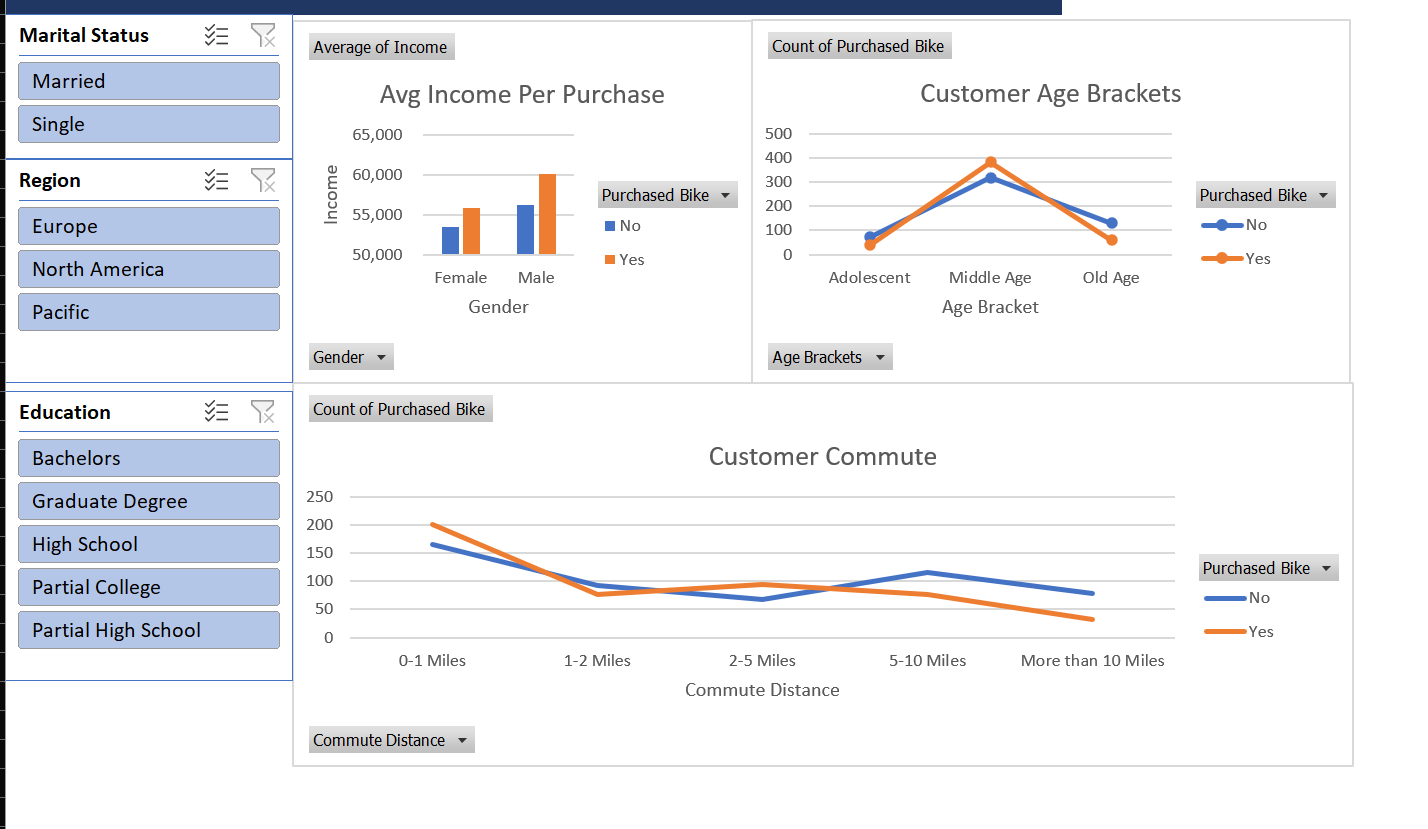 Marital Status
Married
Single
Region
Europe
North America
Pacific
Education
Bachelors
Graduate Degree
High School
Partial College
Partial High School
Average of Income
Avg Income Per Purchase
65,000
60,000
55,000
50,000
Income
Female Male
Gender
Purchased Bike
No
Yes
Gender
Count of Purchased Bike
Customer Age Brackets
500
400
300
200
100
0
Adolescent Middle Age Old Age
Age Bracket
Purchased Bike
No
Yes
Age Brackets
Count of Purchased Bike
Customer Commute
250
200
150
100
50
0
0-1 Miles 1-2 Miles 2-5 Miles 5-10 Miles More than 10 Miles
Commute Distance
Purchased Bike
No
Yes
Commute Distance